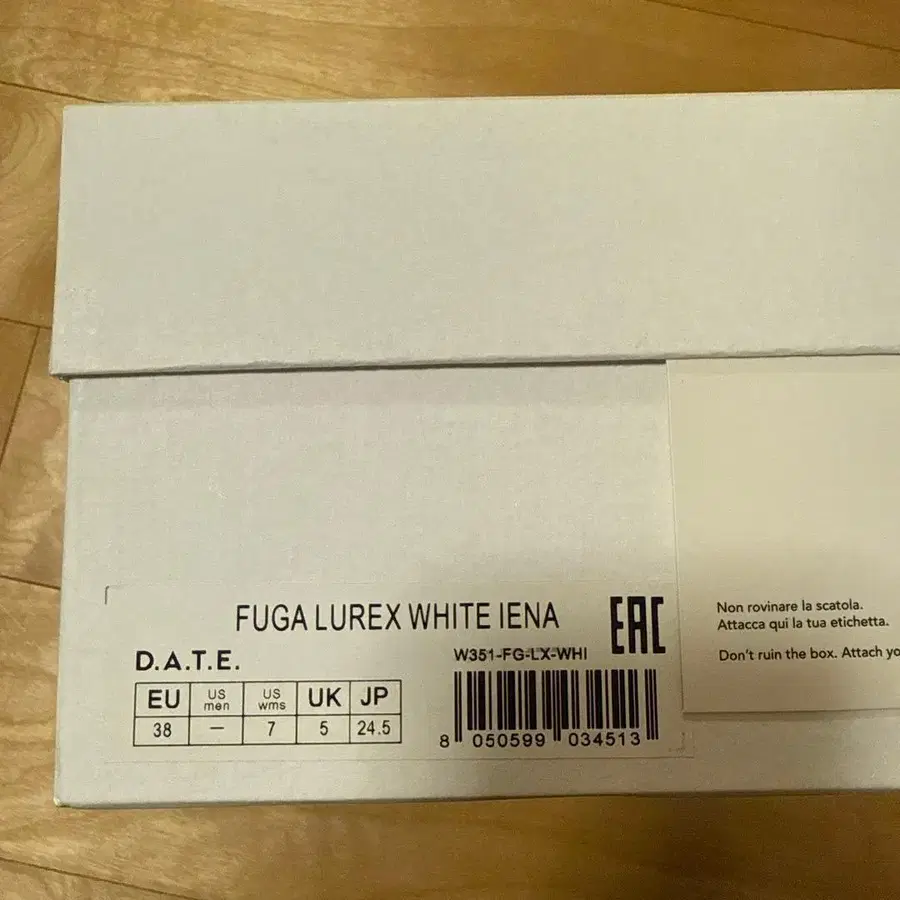 FUGA LUREX WHITE IENA
EAC
D.A.T.E.
W351-FG-LX-WHI
EU US men US wms UK JP
38 — 7 5 24.5
8 050599 034513
Non rovinare la scatola.
Attacca qui la tua etichetta.
Don't ruin the box. Attach yo